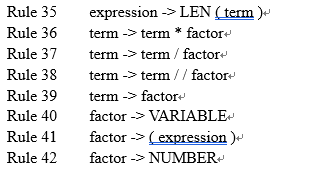 Rule 35 expression -> LEN ( term )↵
Rule 36 term -> term * factor↵
Rule 37 term -> term / factor↵
Rule 38 term -> term / / factor↵
Rule 39 term -> factor↵
Rule 40 factor -> VARIABLE↵
Rule 41 factor -> ( expression )↵
Rule 42 factor -> NUMBER↵